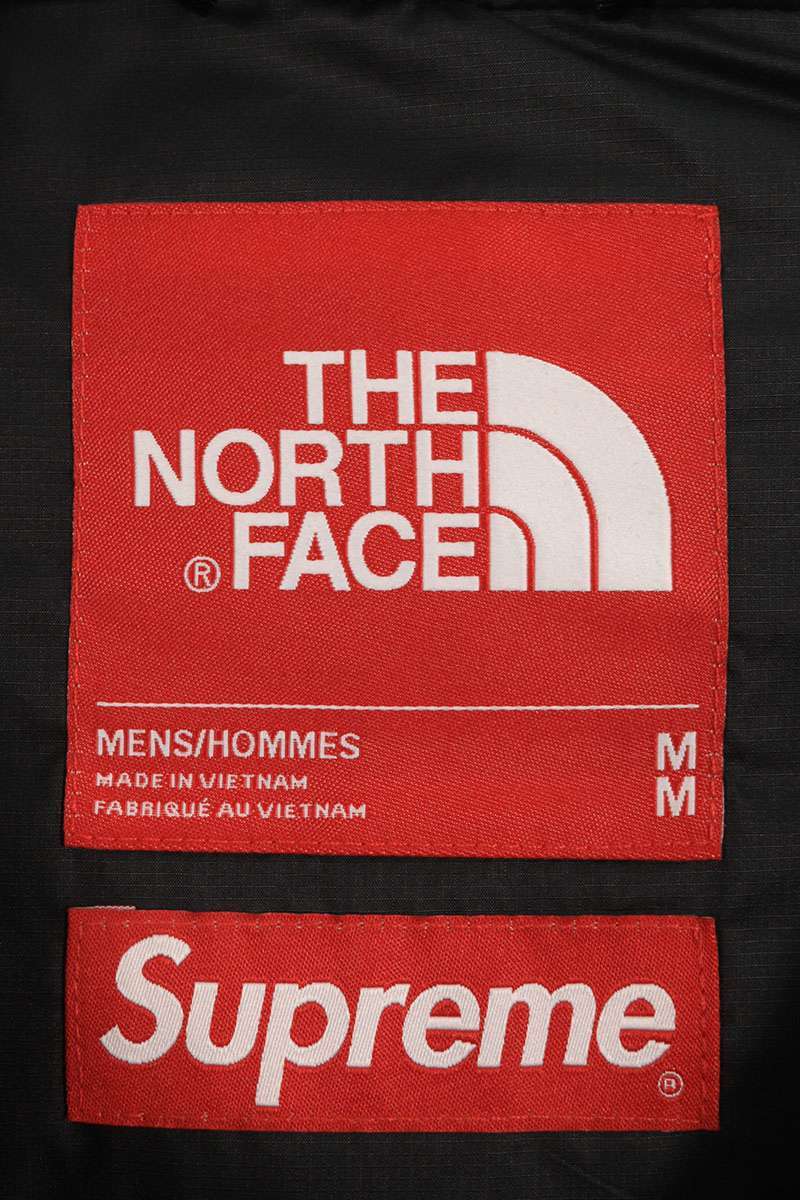 THE
NORTH
® FACE
MENS/HOMMES M
MADE IN VIETNAM M
FABRIQUÉ AU VIETNAM
Supreme ®